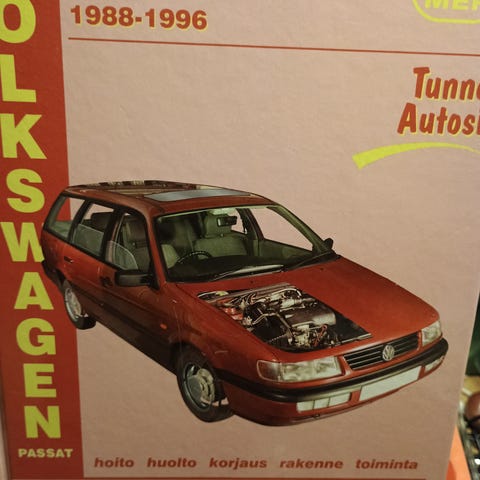 OLKSWAGEN
PASSAT
1988-1996
hoito huolto korjaus rakenne toiminta